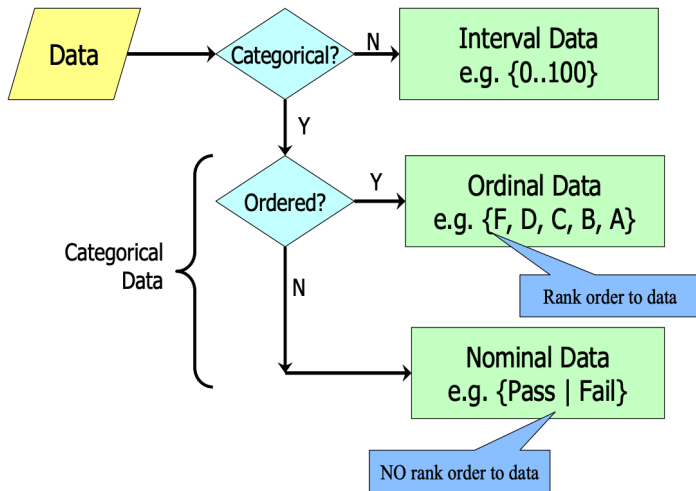 Data
Categorical?
N
Interval Data
e.g. {0..100}
Y
Ordered?
Y
Ordinal Data
e.g. {F, D, C, B, A}
Rank order to data
Categorical
Data
N
Nominal Data
e.g. {Pass | Fail}
NO rank order to data